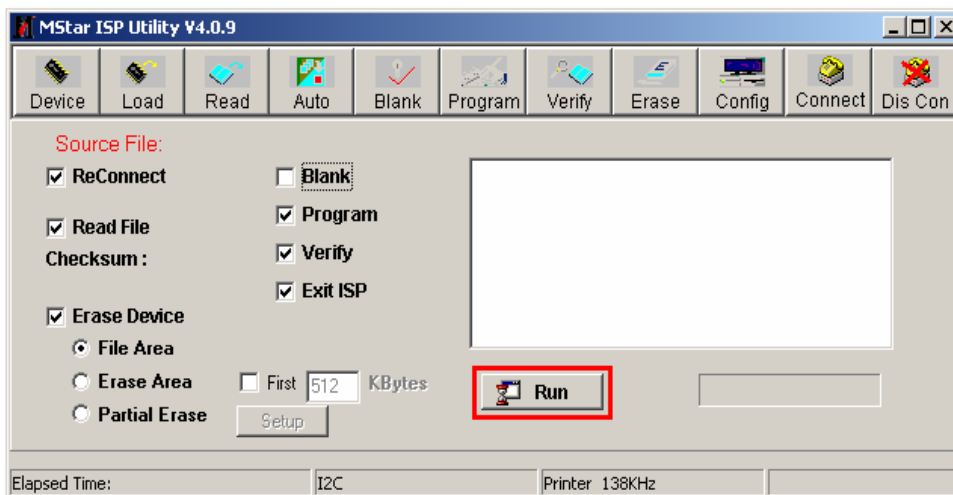 MStar ISP Utility V4.0.9
Device Load Read Auto Blank Program Verify Erase Config Connect Dis Con
Source File:
ReConnect
Blank
Read File
Program
Checksum :
Verify
Exit ISP
Erase Device
File Area
Erase Area
First 512 KBytes
Partial Erase
Setup
Run
Elapsed Time: I2C Printer 138KHz